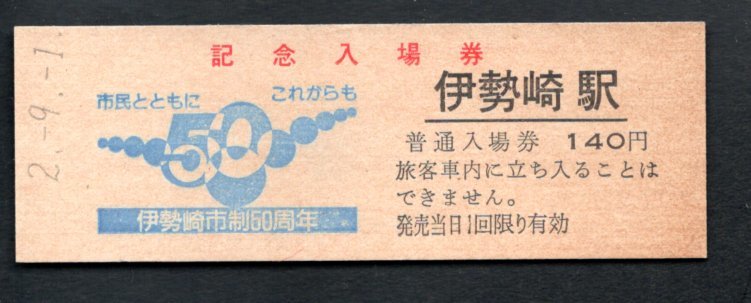 記念入場券
2.-9.-1
市民とともに
これからも
50
伊勢崎市制50周年
伊勢崎駅
普通入場券 140円
旅客車内に立ち入ることは
できません。
発売当日1回限り有効